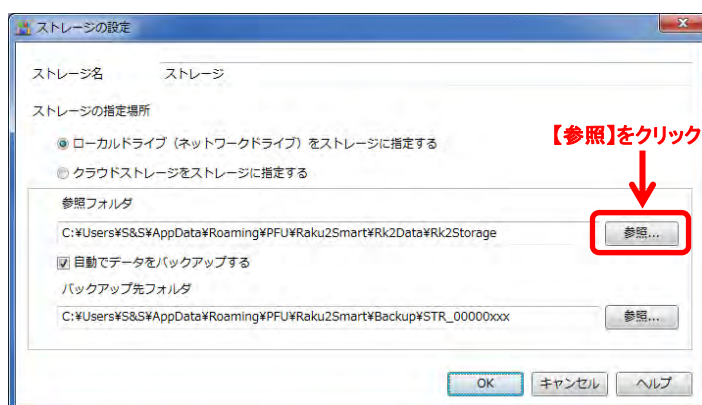 ストレージの設定
ストレージ名 ストレージ
ストレージの指定場所
ローカルドライブ（ネットワークドライブ）をストレージに指定する
【参照】をクリック
クラウドストレージをストレージに指定する
参照フォルダ
C:¥Users¥S&S¥AppData¥Roaming¥PFU¥Raku2Smart¥Rk2Data¥Rk2Storage 参照...
自動でデータをバックアップする
バックアップ先フォルダ
C:¥Users¥S&S¥AppData¥Roaming¥PFU¥Raku2Smart¥Backup¥STR_00000xxx 参照...
OK キャンセル ヘルプ